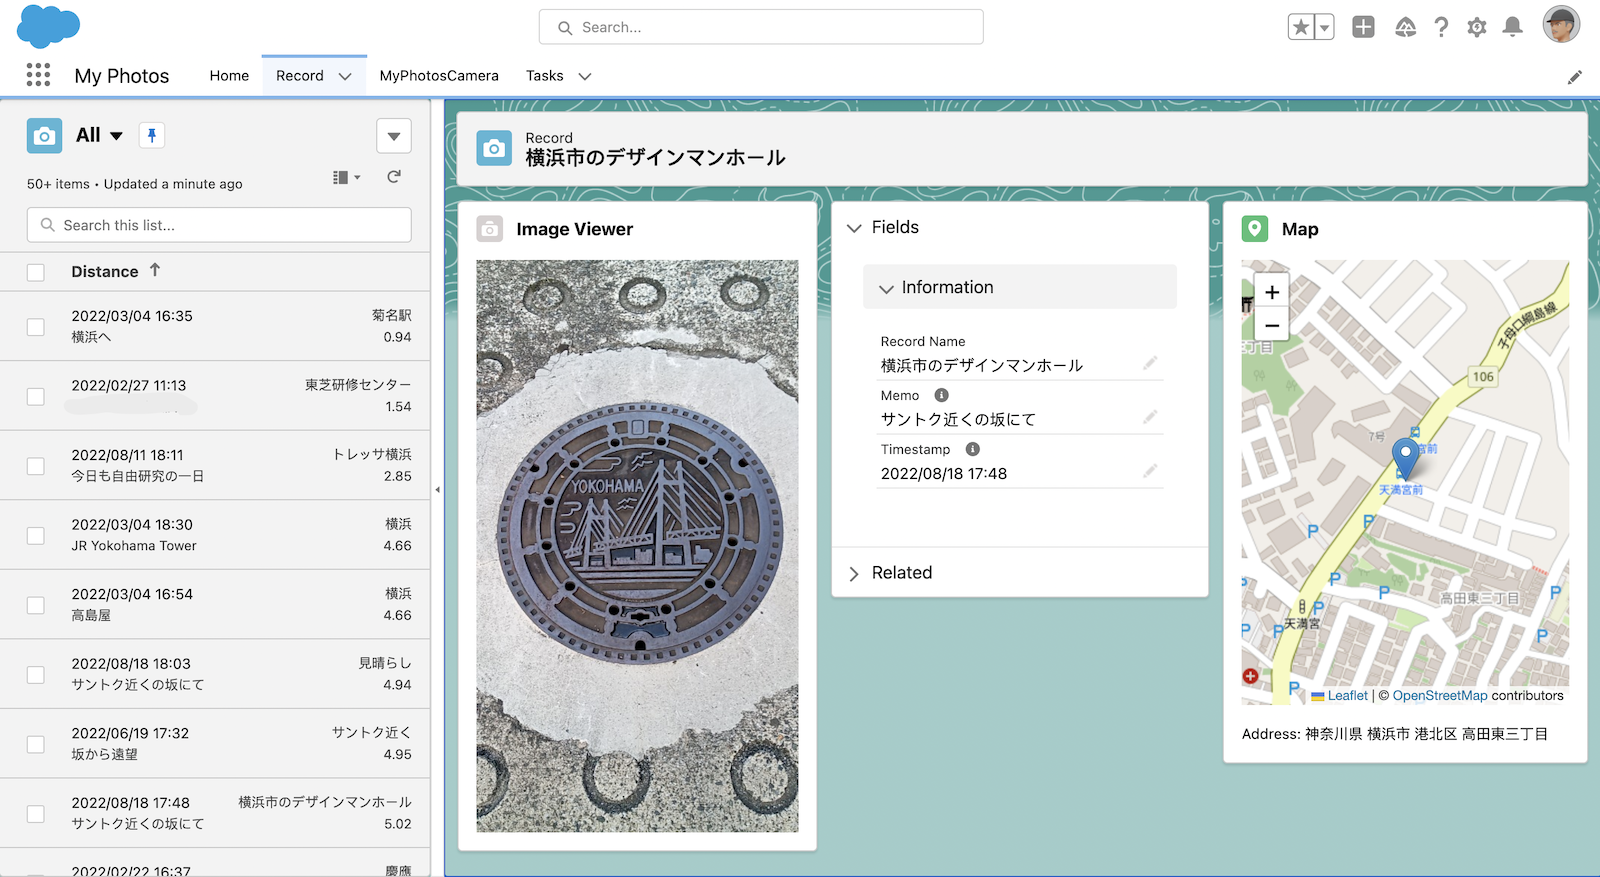 Search...
My Photos
Home
Record
MyPhotosCamera
Tasks
All
50+ items • Updated a minute ago
Search this list...
Distance ↑
2022/03/04 16:35 菊名駅
横浜へ 0.94
2022/02/27 11:13 東芝研修センター
1.54
2022/08/11 18:11 トレッサ横浜
今日も自由研究の一日 2.85
2022/03/04 18:30 横浜
JR Yokohama Tower 4.66
2022/03/04 16:54 横浜
高島屋 4.66
2022/08/18 18:03 見晴らし
サントク近くの坂にて 4.94
2022/06/19 17:32 サントク近く
坂から遠望 4.95
2022/08/18 17:48 横浜市のデザインマンホール
サントク近くの坂にて 5.02
2022/02/22 16:37 慶應
Record
横浜市のデザインマンホール
Image Viewer
YOKOHAMA
Fields
Information
Record Name
横浜市のデザインマンホール
Memo
サントク近くの坂にて
Timestamp
2022/08/18 17:48
Related
Map
+
−
子母口綱島線
丁目
106
7号
宮前
天満宮前
P
P
P
P
P
P
高田東三丁目
天満宮
P
P
P
P
Leaflet | © OpenStreetMap contributors
Address: 神奈川県 横浜市 港北区 高田東三丁目